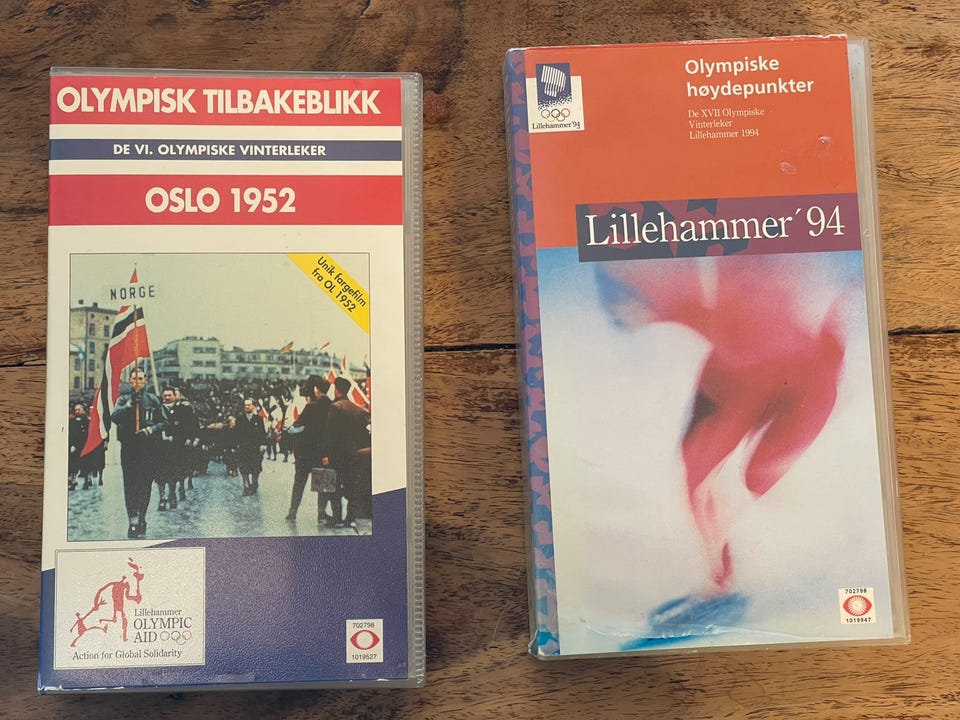 OLYMPISK TILBAKEBLIKK
DE VI. OLYMPISKE VINTERLEKER
OSLO 1952
Unik fargefilm
fra OL 1952
NORGE
Lillehammer
OLYMPIC
AID
Action for Global Solidarity
702798
1019527
Lillehammer '94
Olympiske
høydepunkter
De XVII Olympiske
Vinterleker
Lillehammer 1994
Lillehammer ´94
702798
1019947